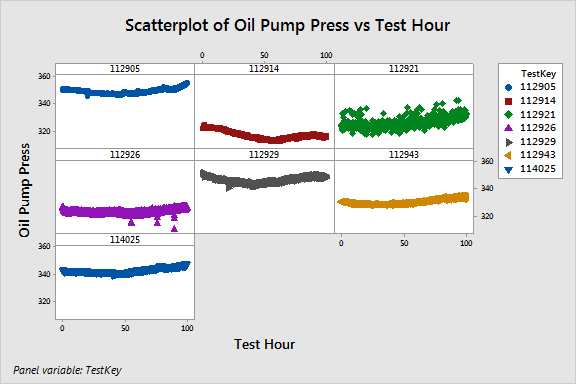 Scatterplot of Oil Pump Press vs Test Hour
0 50 100
112905 112914 112921
360
340
320
112926 112929 112943
360
340
320
0 50 100
114025
360
340
320
0 50 100
Oil Pump Press
Test Hour
TestKey
112905
112914
112921
112926
112929
112943
114025
Panel variable: TestKey